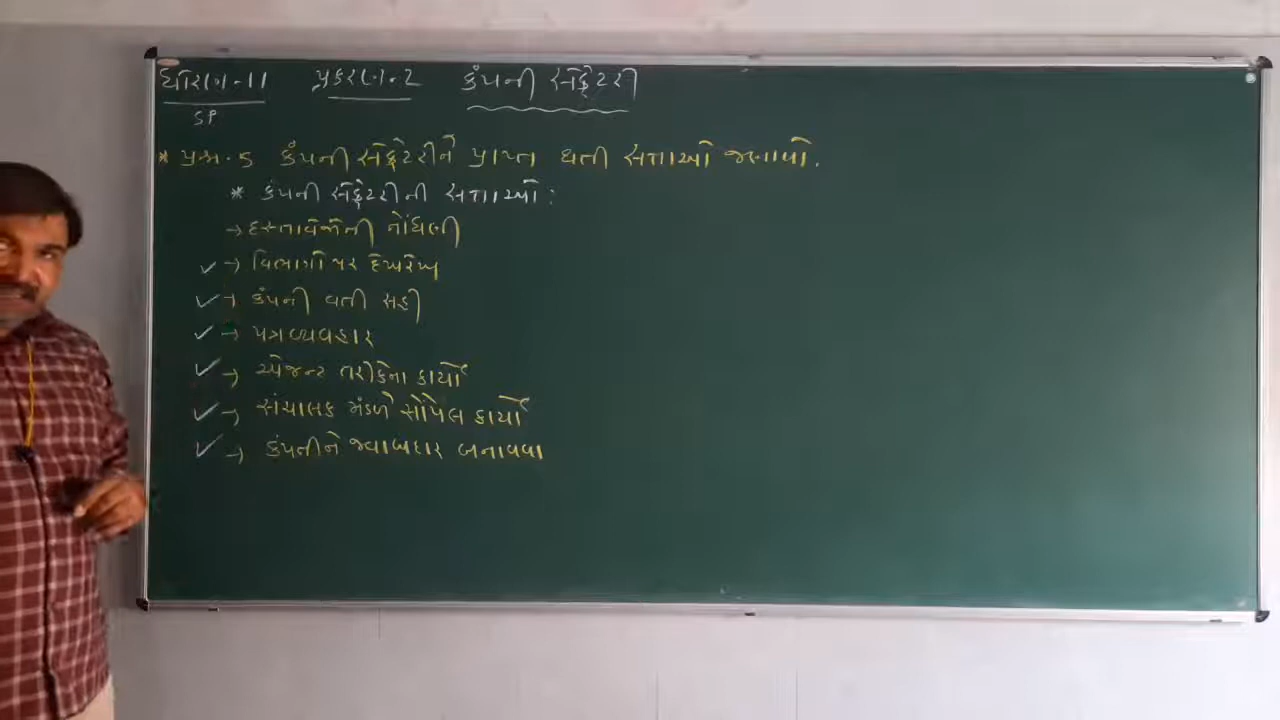 ધોરણ-11 પ્રકરણ-2 કંપની સેક્રેટરી
SP
* પ્રશ્ન.5 કંપની સેક્રેટરીને પ્રાપ્ત થતી સત્તાઓ જણાવો.
* કંપની સેક્રેટરીની સત્તાઓ:
→ દસ્તાવેજોની નોંધણી
✓ → વિભાગો પર દેખરેખ
✓ → કંપની વતી સહી
✓ → પત્રવ્યવહાર
✓ → એજન્ટ તરીકેના કાર્યો
✓ → સંચાલક મંડળે સોંપેલ કાર્યો
✓ → કંપનીને જવાબદાર બનાવવા